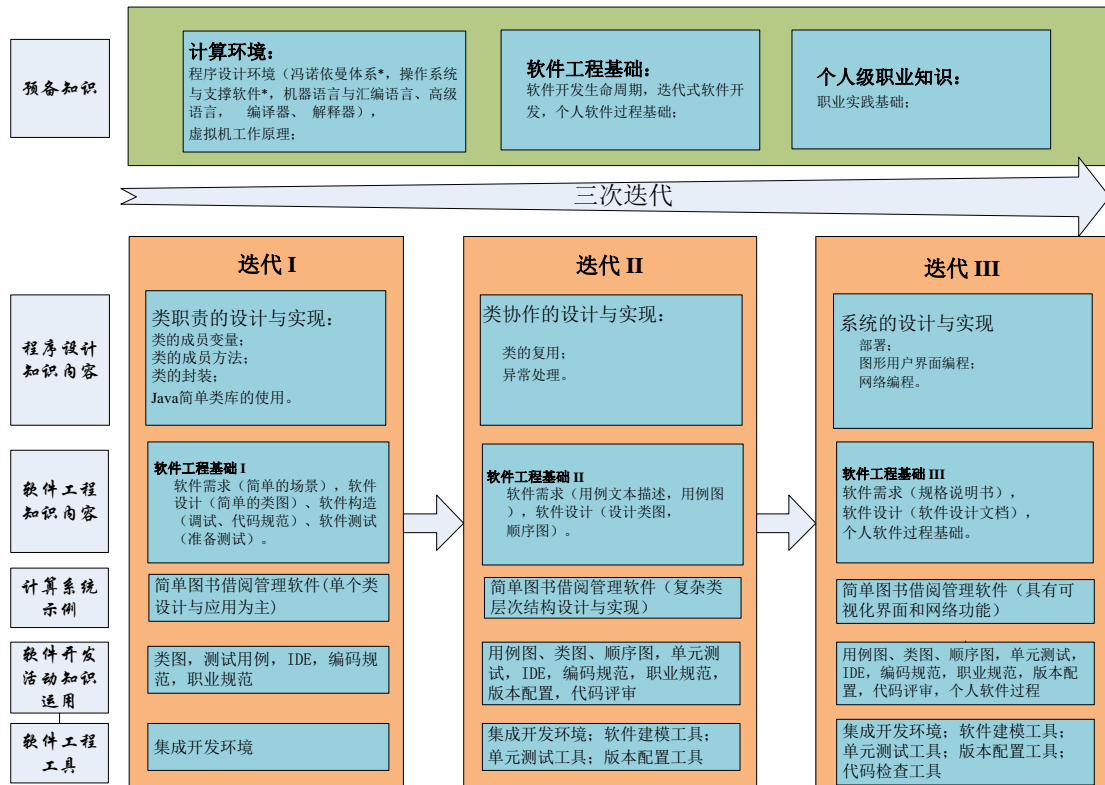 预备知识
计算环境：
程序设计环境（冯诺依曼体系*，操作系统
与支撑软件*，机器语言与汇编语言、高级
语言， 编译器、 解释器），
虚拟机工作原理；
软件工程基础：
软件开发生命周期，迭代式软件开
发，个人软件过程基础；
个人级职业知识：
职业实践基础；
三次迭代
迭代 I
迭代 II
迭代 III
程序设计
知识内容
类职责的设计与实现：
类的成员变量；
类的成员方法；
类的封装；
Java简单类库的使用。
类协作的设计与实现：
类的复用；
异常处理。
系统的设计与实现
部署；
图形用户界面编程；
网络编程。
软件工程
知识内容
软件工程基础 I
软件需求（简单的场景），软件
设计（简单的类图）、软件构造
（调试、代码规范）、软件测试
（准备测试）。
软件工程基础 II
软件需求（用例文本描述，用例图
），软件设计（设计类图，
顺序图）。
软件工程基础 III
软件需求（规格说明书），
软件设计（软件设计文档），
个人软件过程基础。
计算系统
示例
简单图书借阅管理软件(单个类
设计与应用为主)
简单图书借阅管理软件（复杂类
层次结构设计与实现）
简单图书借阅管理软件（具有可
视化界面和网络功能）
软件开发
活动知识
运用
类图，测试用例，IDE，编码规
范，职业规范
用例图、类图、顺序图，单元测
试，IDE，编码规范，职业规范，
版本配置，代码评审
用例图、类图、顺序图，单元测试，
IDE，编码规范，职业规范，版本配
置，代码评审，个人软件过程
软件工程
工具
集成开发环境
集成开发环境；软件建模工具；
单元测试工具；版本配置工具
集成开发环境；软件建模工具；
单元测试工具；版本配置工具；
代码检查工具